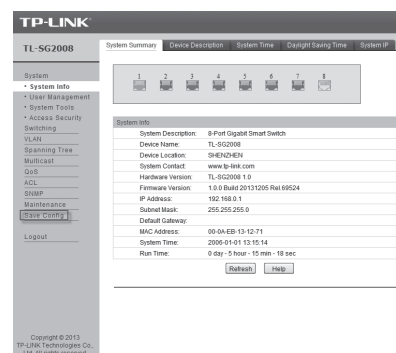 TP-LINK®
TL-SG2008
System Summary Device Description System Time Daylight Saving Time System IP
System
• System Info
• User Management
• System Tools
• Access Security
Switching
VLAN
Spanning Tree
Multicast
QoS
ACL
SNMP
Maintenance
Save Config
Logout
1 2 3 4 5 6 7 8
System Info
System Description: 8-Port Gigabit Smart Switch
Device Name: TL-SG2008
Device Location: SHENZHEN
System Contact: www.tp-link.com
Hardware Version: TL-SG2008 1.0
Firmware Version: 1.0.0 Build 20131205 Rel.69524
IP Address: 192.168.0.1
Subnet Mask: 255.255.255.0
Default Gateway:
MAC Address: 00-0A-EB-13-12-71
System Time: 2006-01-01 13:15:14
Run Time: 0 day - 5 hour - 15 min - 18 sec
Refresh Help
Copyright © 2013
TP-LINK Technologies Co.,